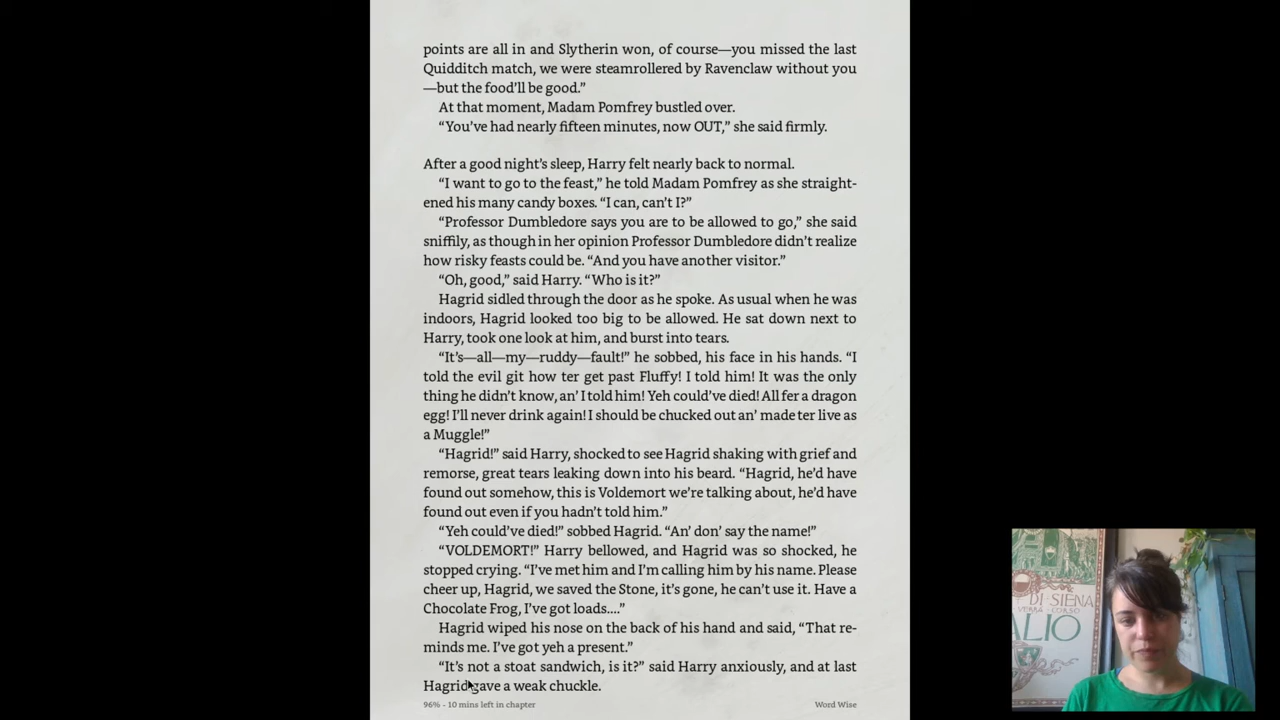 points are all in and Slytherin won, of course—you missed the last
Quidditch match, we were steamrollered by Ravenclaw without you
—but the food’ll be good.”
At that moment, Madam Pomfrey bustled over.
“You’ve had nearly fifteen minutes, now OUT,” she said firmly.
After a good night’s sleep, Harry felt nearly back to normal.
“I want to go to the feast,” he told Madam Pomfrey as she straight-
ened his many candy boxes. “I can, can’t I?”
“Professor Dumbledore says you are to be allowed to go,” she said
sniffily, as though in her opinion Professor Dumbledore didn’t realize
how risky feasts could be. “And you have another visitor.”
“Oh, good,” said Harry. “Who is it?”
Hagrid sidled through the door as he spoke. As usual when he was
indoors, Hagrid looked too big to be allowed. He sat down next to
Harry, took one look at him, and burst into tears.
“It’s—all—my—ruddy—fault!” he sobbed, his face in his hands. “I
told the evil git how ter get past Fluffy! I told him! It was the only
thing he didn’t know, an’ I told him! Yeh could’ve died! All fer a dragon
egg! I’ll never drink again! I should be chucked out an’ made ter live as
a Muggle!”
“Hagrid!” said Harry, shocked to see Hagrid shaking with grief and
remorse, great tears leaking down into his beard. “Hagrid, he’d have
found out somehow, this is Voldemort we’re talking about, he’d have
found out even if you hadn’t told him.”
“Yeh could’ve died!” sobbed Hagrid. “An’ don’ say the name!”
“VOLDEMORT!” Harry bellowed, and Hagrid was so shocked, he
stopped crying. “I’ve met him and I’m calling him by his name. Please
cheer up, Hagrid, we saved the Stone, it’s gone, he can’t use it. Have a
Chocolate Frog, I’ve got loads....”
Hagrid wiped his nose on the back of his hand and said, “That re-
minds me. I’ve got yeh a present.”
“It’s not a stoat sandwich, is it?” said Harry anxiously, and at last
Hagrid gave a weak chuckle.
96% - 10 mins left in chapter
Word Wise
DI SIENA
TERRA CORSO
ALIO